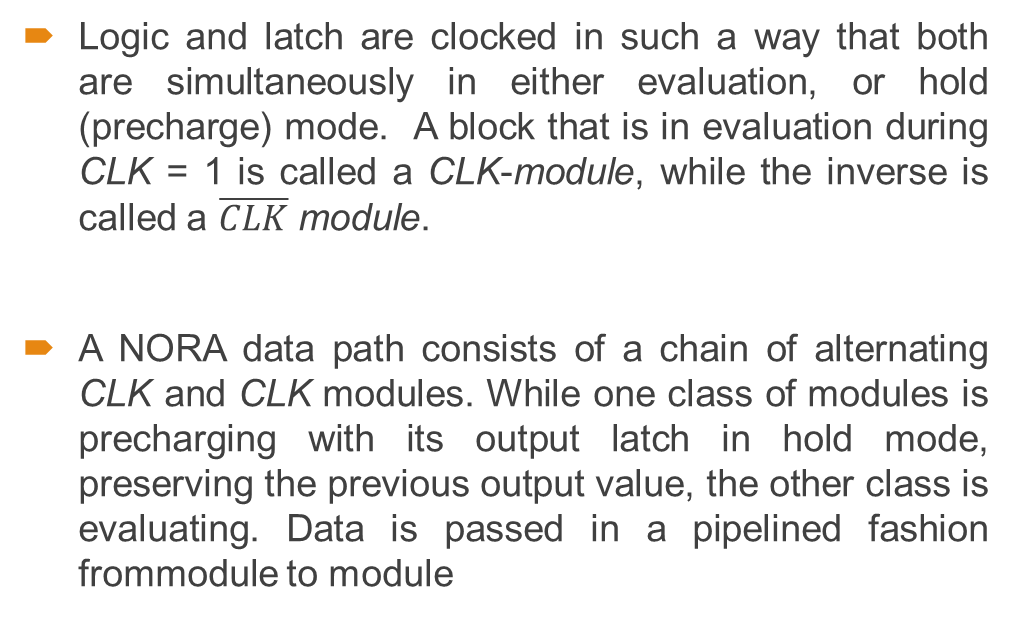 Logic and latch are clocked in such a way that both
are simultaneously in either evaluation, or hold
(precharge) mode. A block that is in evaluation during
CLK = 1 is called a CLK-module, while the inverse is
called a C̅L̅K̅ module.
A NORA data path consists of a chain of alternating
CLK and CLK modules. While one class of modules is
precharging with its output latch in hold mode,
preserving the previous output value, the other class is
evaluating. Data is passed in a pipelined fashion
frommodule to module